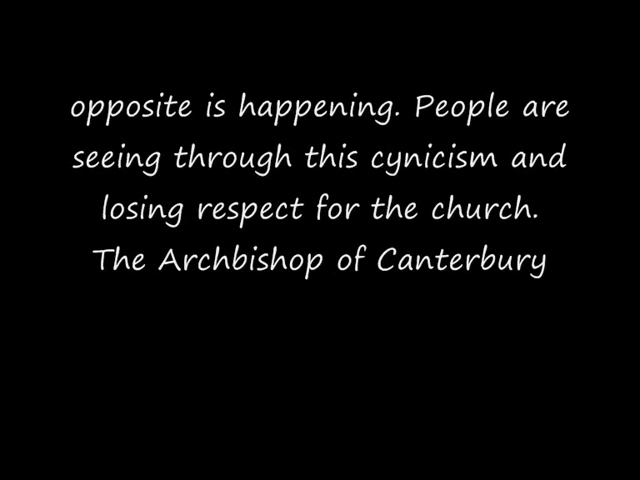 opposite is happening. People are
seeing through this cynicism and
losing respect for the church.
The Archbishop of Canterbury